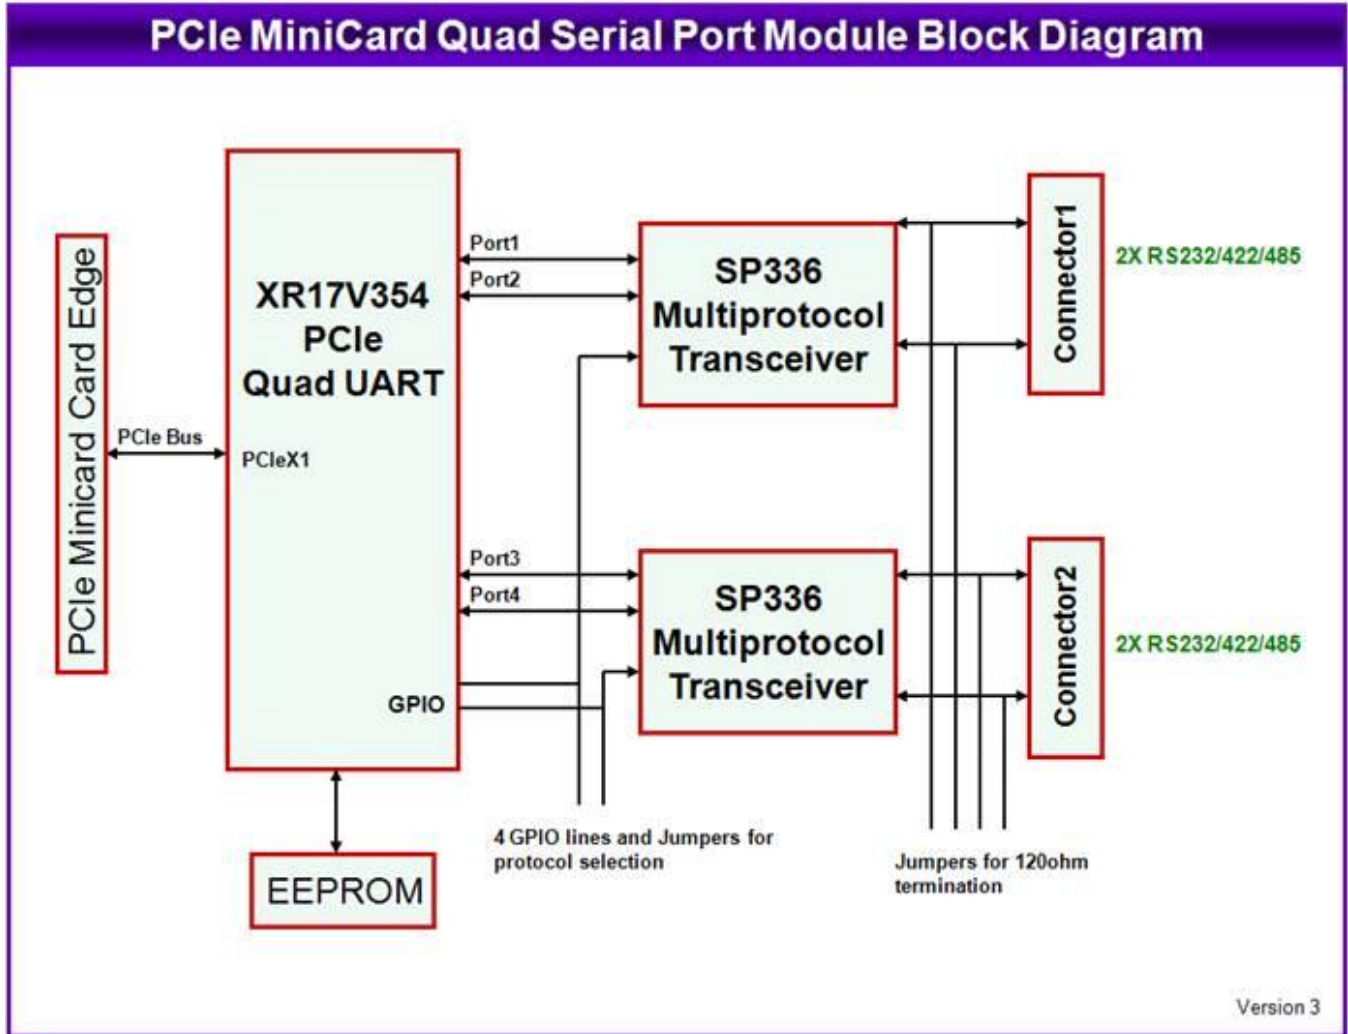 PCIe MiniCard Quad Serial Port Module Block Diagram
PCIe Minicard Card Edge
PCIe Bus
XR17V354
PCIe
Quad UART
PCIeX1
GPIO
EEPROM
Port1
Port2
Port3
Port4
SP336
Multiprotocol
Transceiver
SP336
Multiprotocol
Transceiver
Connector1
2X RS232/422/485
Connector2
2X RS232/422/485
4 GPIO lines and Jumpers for
protocol selection
Jumpers for 120ohm
termination
Version 3